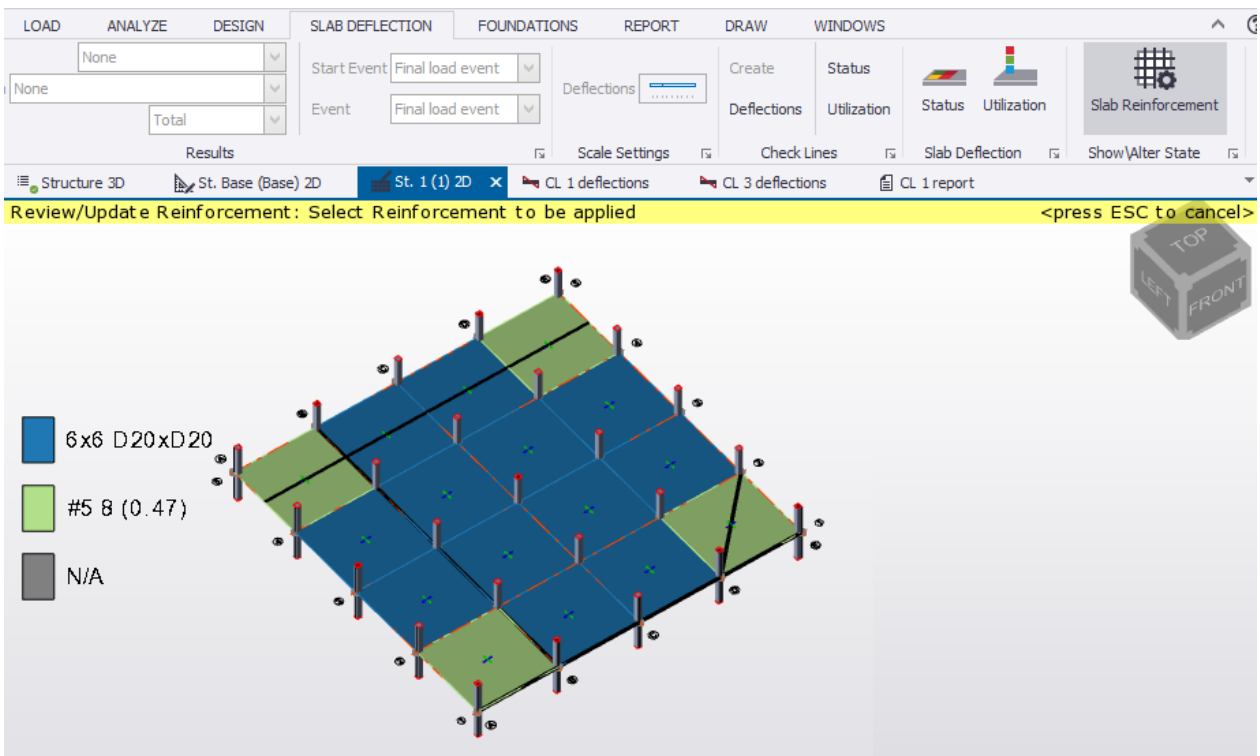 LOAD ANALYZE DESIGN SLAB DEFLECTION FOUNDATIONS REPORT DRAW WINDOWS
None
Start Event Final load event
None
Event Final load event
Total
Results
Deflections
Scale Settings
Create
Deflections
Status
Utilization
Check Lines
Status Utilization
Slab Deflection
Slab Reinforcement
Show\Alter State
Structure 3D St. Base (Base) 2D St. 1 (1) 2D X CL 1 deflections CL 3 deflections CL 1 report
Review/Update Reinforcement: Select Reinforcement to be applied <press ESC to cancel>
TOP
LEFT
FRONT
6x6 D20xD20
#5 8 (0.47)
N/A